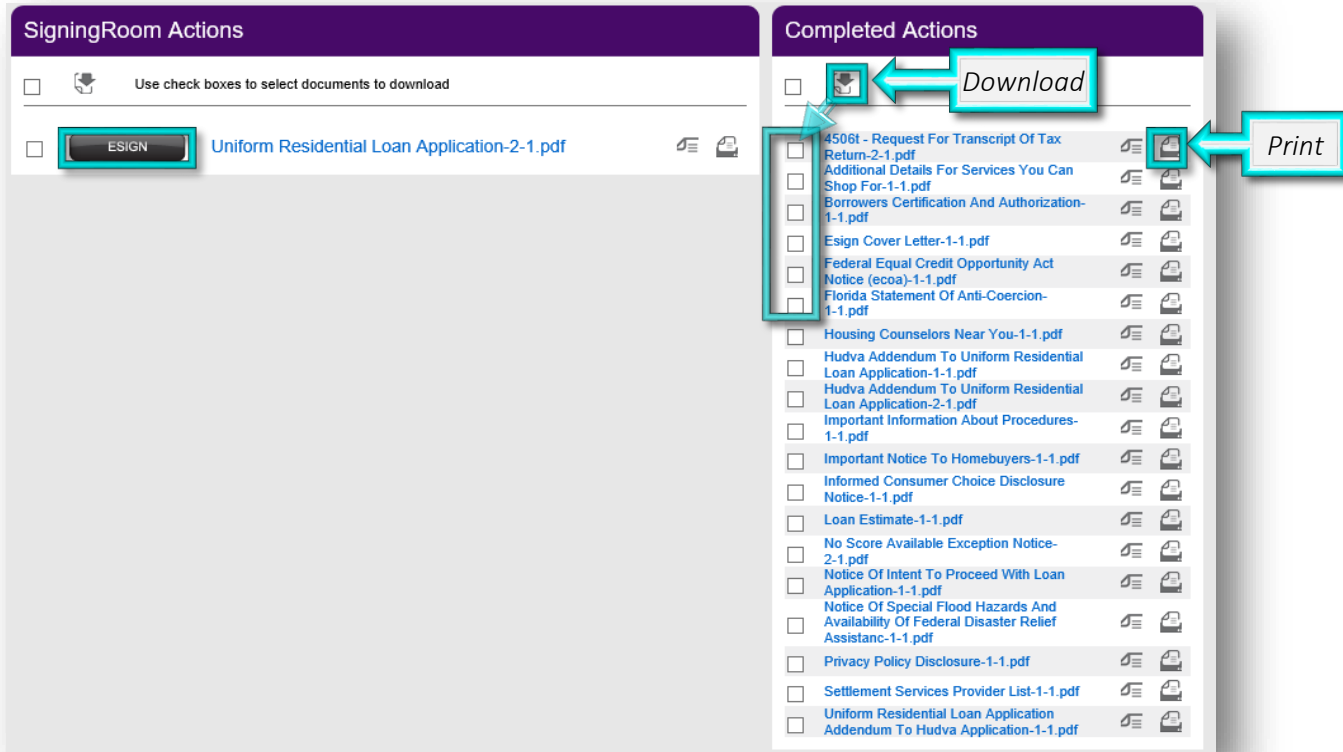 SigningRoom Actions
Use check boxes to select documents to download
ESIGN
Uniform Residential Loan Application-2-1.pdf
Completed Actions
Download
Print
4506t - Request For Transcript Of Tax
Return-2-1.pdf
Additional Details For Services You Can
Shop For-1-1.pdf
Borrowers Certification And Authorization-
1-1.pdf
Esign Cover Letter-1-1.pdf
Federal Equal Credit Opportunity Act
Notice (ecoa)-1-1.pdf
Florida Statement Of Anti-Coercion-
1-1.pdf
Housing Counselors Near You-1-1.pdf
Hudva Addendum To Uniform Residential
Loan Application-1-1.pdf
Hudva Addendum To Uniform Residential
Loan Application-2-1.pdf
Important Information About Procedures-
1-1.pdf
Important Notice To Homebuyers-1-1.pdf
Informed Consumer Choice Disclosure
Notice-1-1.pdf
Loan Estimate-1-1.pdf
No Score Available Exception Notice-
2-1.pdf
Notice Of Intent To Proceed With Loan
Application-1-1.pdf
Notice Of Special Flood Hazards And
Availability Of Federal Disaster Relief
Assistanc-1-1.pdf
Privacy Policy Disclosure-1-1.pdf
Settlement Services Provider List-1-1.pdf
Uniform Residential Loan Application
Addendum To Hudva Application-1-1.pdf